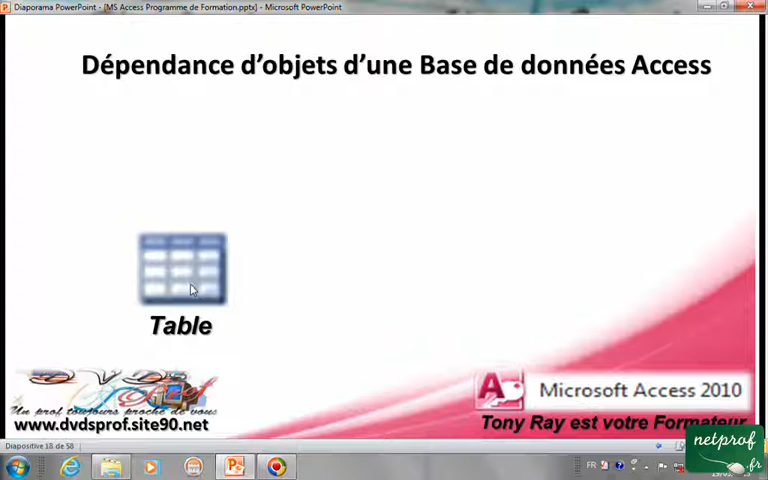 Diaporama PowerPoint - [MS Access Programme de Formation.pptx] - Microsoft PowerPoint
Dépendance d'objets d'une Base de données Access
Table
Un prof toujours proche de vous
www.dvdsprof.site90.net
A
Microsoft Access 2010
Tony Ray est votre Formateur
Diapositive 18 de 58
FR
netprof
.fr